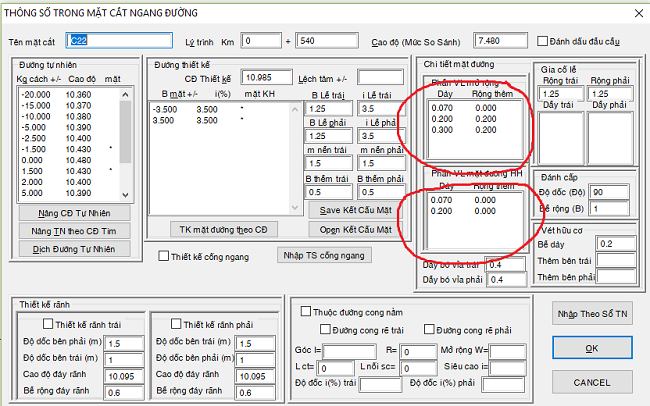 THÔNG SỐ TRONG MẶT CẮT NGANG ĐƯỜNG
Tên mặt cắt C22 Lý trình Km 0 + 540 Cao độ (Mức So Sánh) 7.480 Đánh dấu đầu cầu
Đường tự nhiên
Kg cách +/- Cao độ mặt
-20.000 10.360
-15.000 10.370
-10.000 10.380
-5.000 10.390
-2.500 10.400
-1.500 10.430 *
0.000 10.480
1.500 10.430 *
2.000 10.400
5.000 10.390
Nâng CĐ Tự Nhiên
Nâng TN theo CĐ Tim
Dịch Đường Tự Nhiên
Đường thiết kế
CĐ Thiết kế 10.985 Lệch tâm +/-
B mặt +/- i(%) mặt KH
-3.500 3.500 *
3.500 3.500 *
B Lề trái i Lề trái
1.25 3.5
B Lề phải i Lề phải
1.25 3.5
m nền trái m nền phải
1.5 1.5
B thêm trái B thêm phải
0.5 0.5
Save Kết Cấu Mặt
TK mặt đường theo CĐ
Open Kết Cấu Mặt
Thiết kế cống ngang
Nhập TS cống ngang
Chi tiết mặt đường
Phần VL mở rộng
Dày Rộng thêm
0.070 0.000
0.200 0.000
0.300 0.200
Phần VL mặt đường HH
Dày Rộng thêm
0.070 0.000
0.200 0.000
Dầy bó vỉa trái 0.4
Dầy bó vỉa phải 0.4
Gia cố lề
Rộng trái Rộng phải
1.25 1.25
Dầy trái Dầy phải
Đánh cấp
Độ dốc (Độ) 90
Bề rộng (B) 1
Vét hữu cơ
Bề dày 0.2
Thêm bên trái
Thêm bên phải
Thiết kế rãnh
Thiết kế rãnh trái
Độ dốc bên phải (m) 1.5
Độ dốc bên trái (m) 1
Cao độ đáy rãnh 10.095
Bề rộng đáy rãnh 0.6
Thiết kế rãnh phải
Độ dốc bên trái (m) 1.5
Độ dốc bên phải (m) 1
Cao độ đáy rãnh 10.095
Bề rộng đáy rãnh 0.6
Thuộc đường cong nằm
Đường cong rẽ trái Đường cong rẽ phải
Góc I= R= 0 Mở rộng W=
Lct= 0 L nối sc= 0 Siêu cao i=
Độ dốc i(%) trái Độ dốc i(%) phải
Nhập Theo Số TN
OK
CANCEL